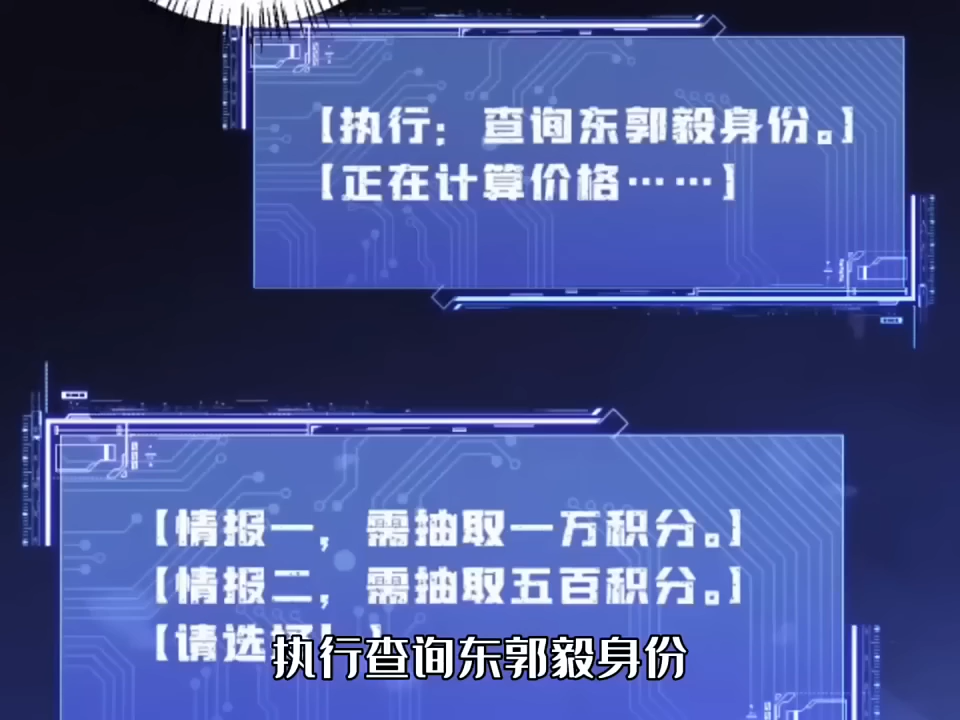 【执行：查询东郭毅身份。】
【正在计算价格……】
【情报一，需抽取一万积分。】
【情报二，需抽取五百积分。】
【请选择！】
执行查询东郭毅身份